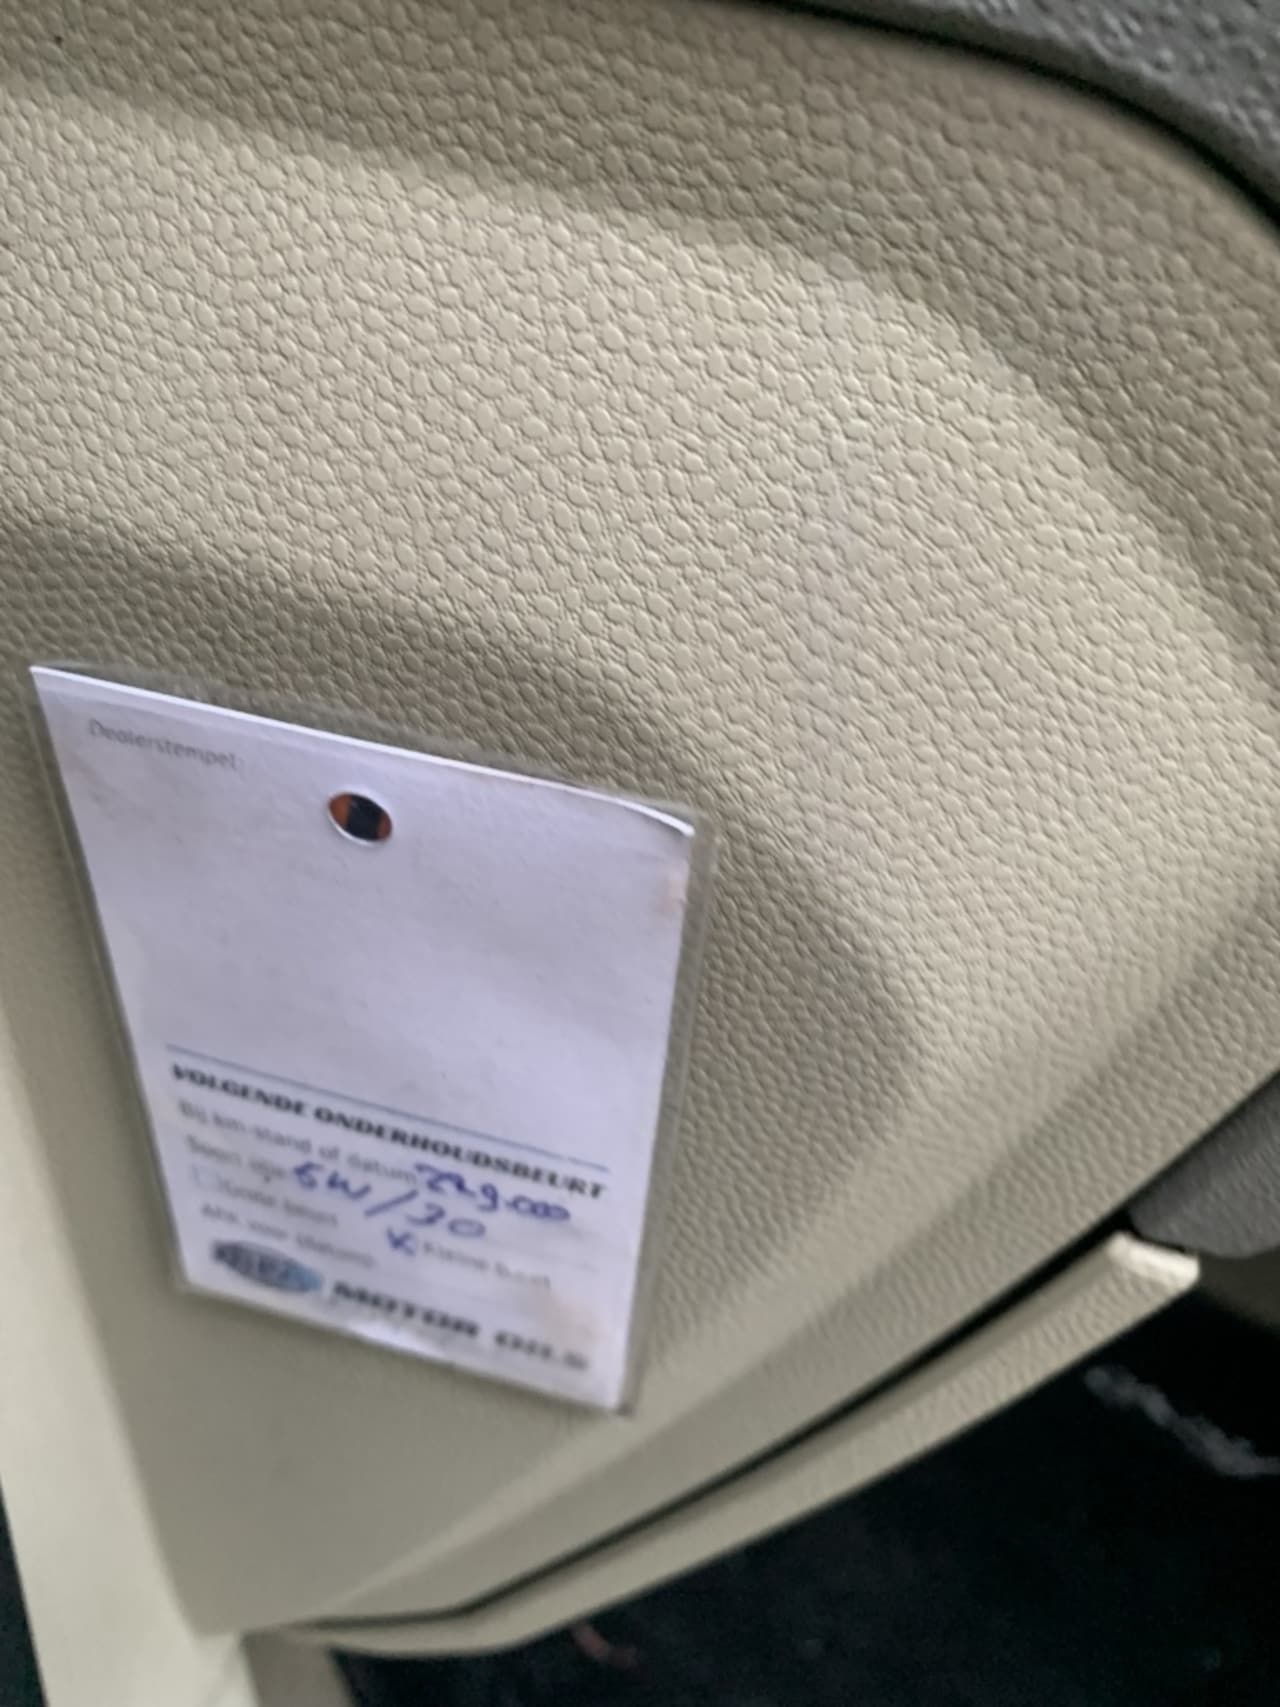 Dealerstempel:
VOLGENDE ONDERHOUDSBEURT
Bij km-stand of datum 229.000
Soort olie 5W/30
Grote beurt X Kleine beurt
APK voor (datum)
MOTOR OILS